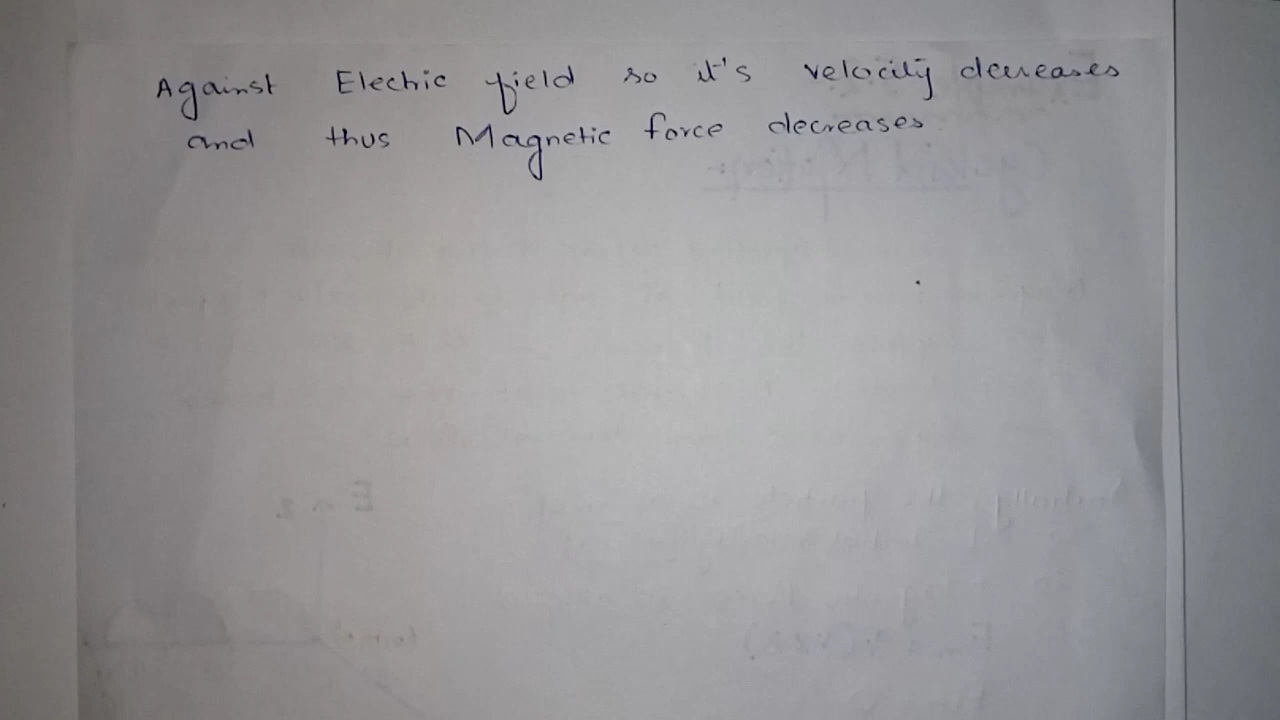 Against Electric field so it's velocity decreases
and thus Magnetic force decreases